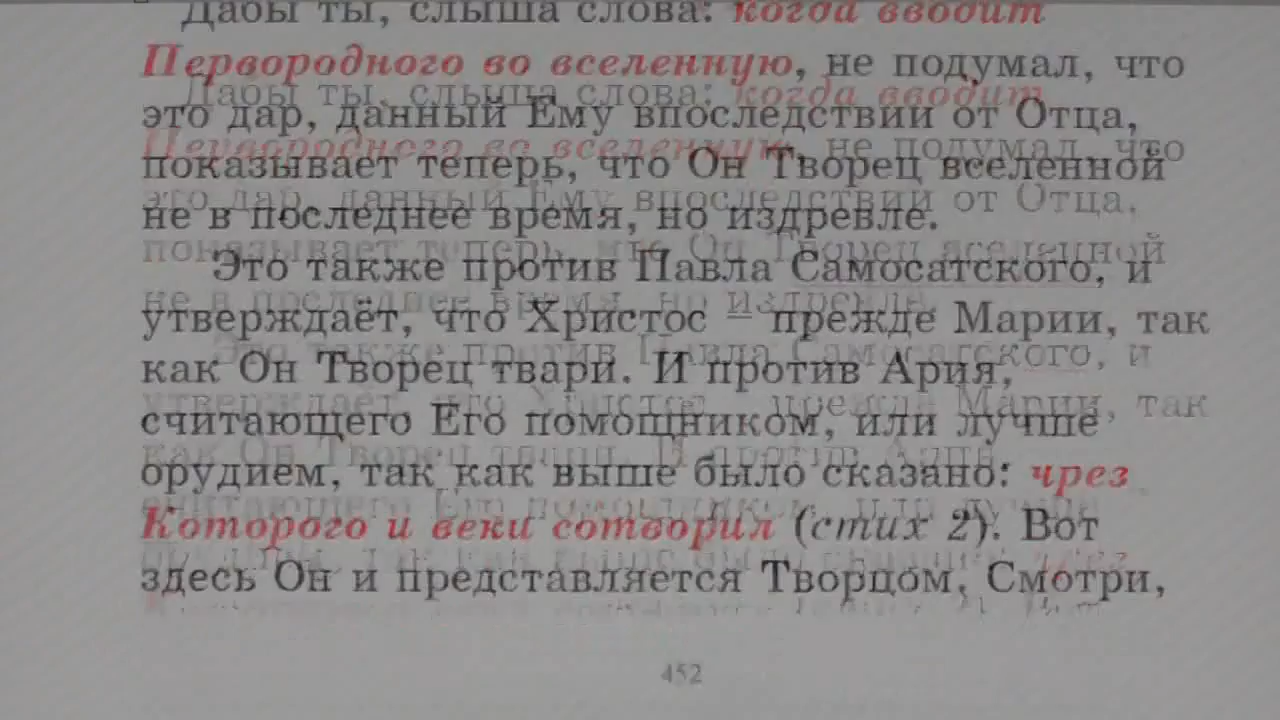 Дабы ты, слыша слова: когда вводит
Первородного во вселенную, не подумал, что
это дар, данный Ему впоследствии от Отца,
показывает теперь, что Он Творец вселенной
не в последнее время, но издревле.
Это также против Павла Самосатского, и
утверждаёт, что Христос – прежде Марии, так
как Он Творец твари. И против Ария,
считающего Его помощником, или лучше
орудием, так как выше было сказано: чрез
Которого и веки сотворил (стих 2). Вот
здесь Он и представляется Творцом, Смотри,
452